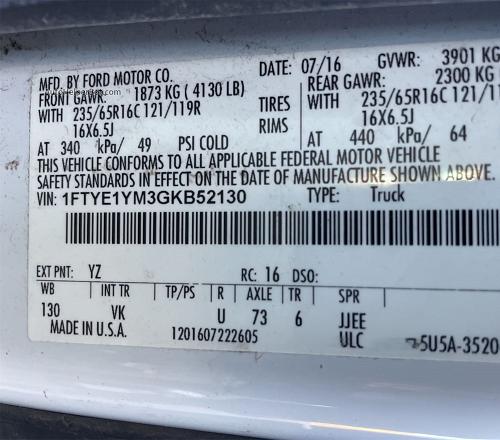 MFD. BY FORD MOTOR CO. DATE: 07/16 GVWR: 3901 K
FRONT GAWR: 1873 KG ( 4130 LB) REAR GAWR: 2300 KG
WITH 235/65R16C 121/119R TIRES WITH 235/65R16C 121/11
16X6.5J RIMS 16X6.5J
AT 340 kPa/ 49 PSI COLD AT 440 kPa/ 64
THIS VEHICLE CONFORMS TO ALL APPLICABLE FEDERAL MOTOR VEHICLE
SAFETY STANDARDS IN EFFECT ON THE DATE OF MANUFACTURE SHOWN ABOVE.
VIN: 1FTYE1YM3GKB52130 TYPE: Truck
EXT PNT: YZ RC: 16 DSO:
WB INT TR TP/PS R AXLE TR SPR
130 VK U 73 6 JJEE
MADE IN U.S.A. 1201607222605 ULC 5U5A-3520